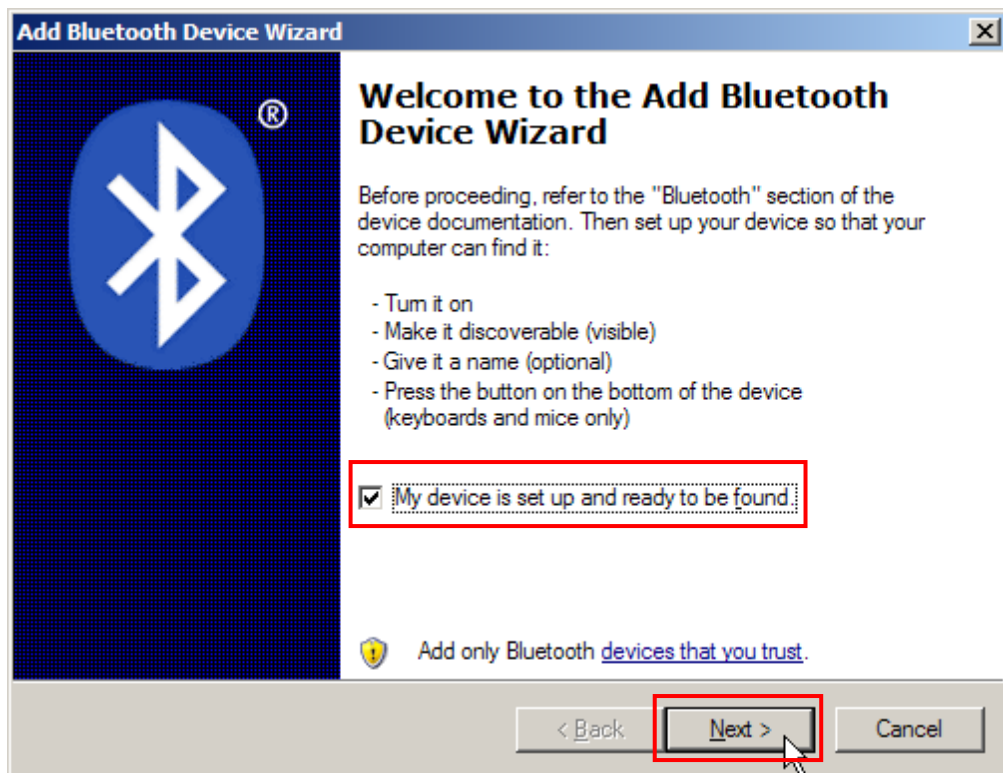 Add Bluetooth Device Wizard
®
Welcome to the Add Bluetooth
Device Wizard
Before proceeding, refer to the "Bluetooth" section of the
device documentation. Then set up your device so that your
computer can find it:
- Turn it on
- Make it discoverable (visible)
- Give it a name (optional)
- Press the button on the bottom of the device
(keyboards and mice only)
My device is set up and ready to be found.
Add only Bluetooth devices that you trust.
< Back Next > Cancel